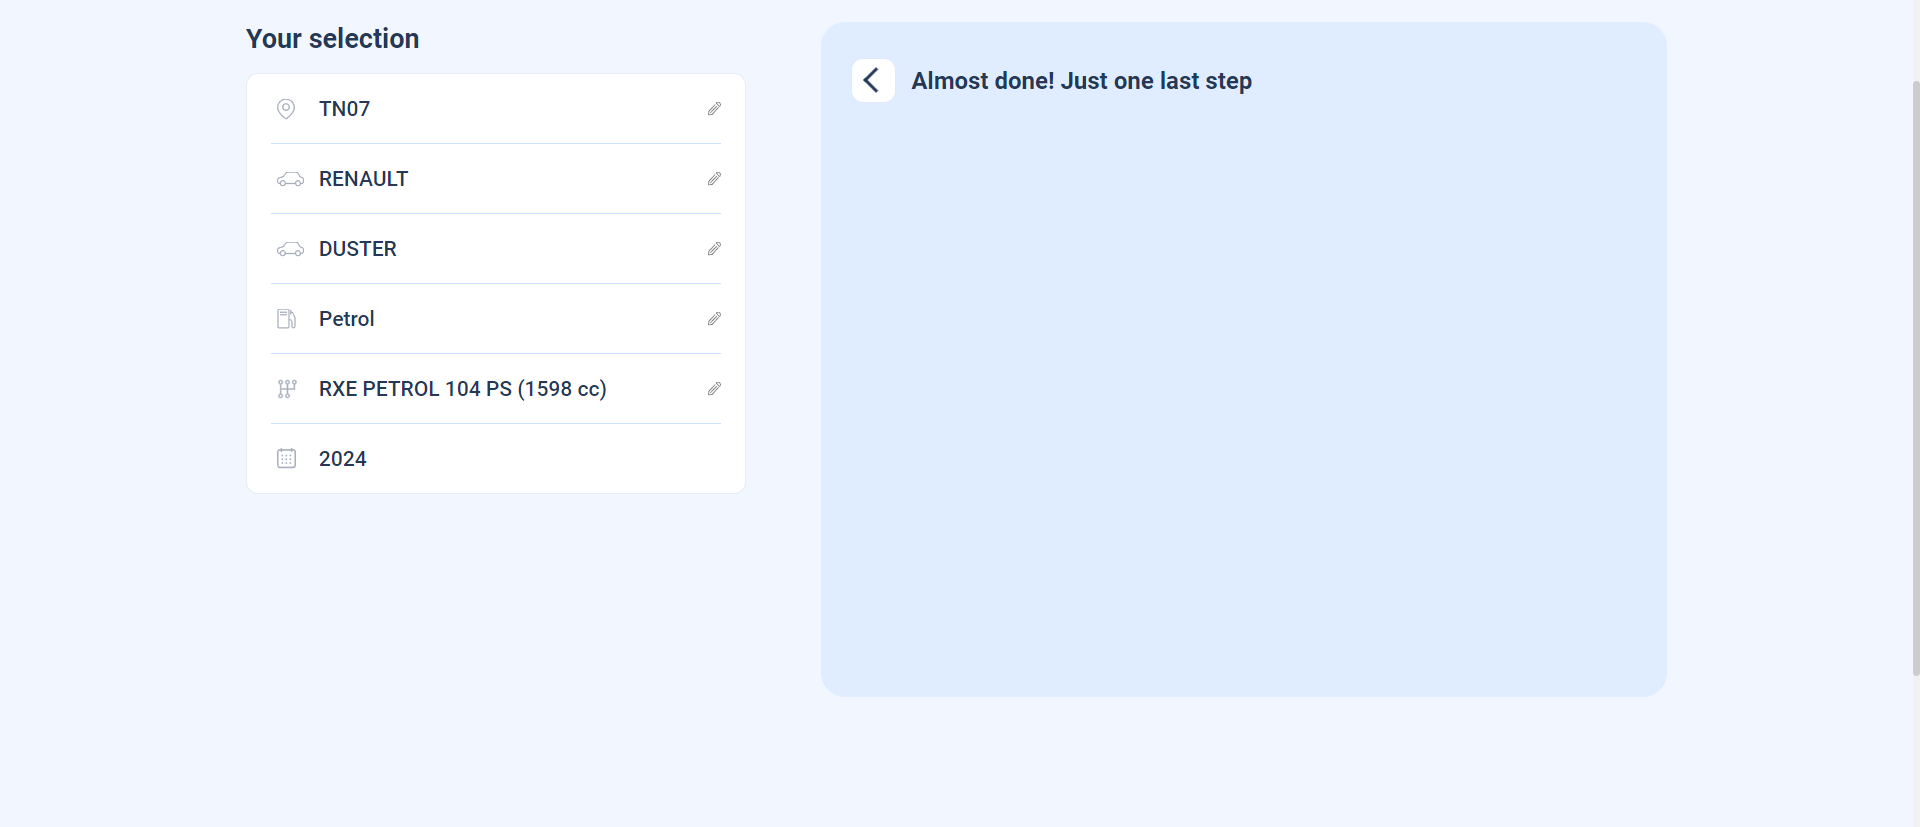 Your selection
TN07
RENAULT
DUSTER
Petrol
RXE PETROL 104 PS (1598 cc)
2024
Almost done! Just one last step